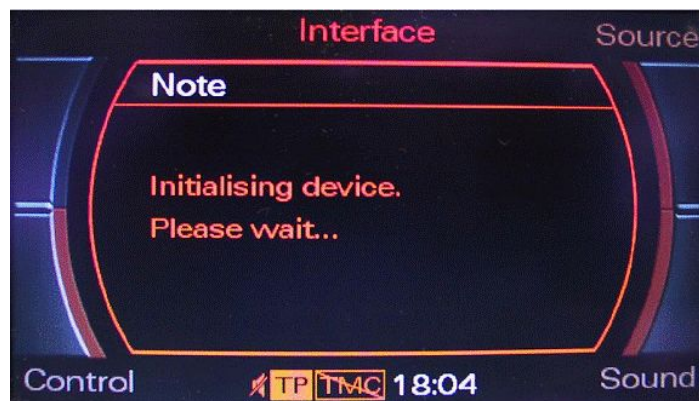 Interface
Source
Note
Initialising device.
Please wait...
Control
TP TMC 18:04
Sound